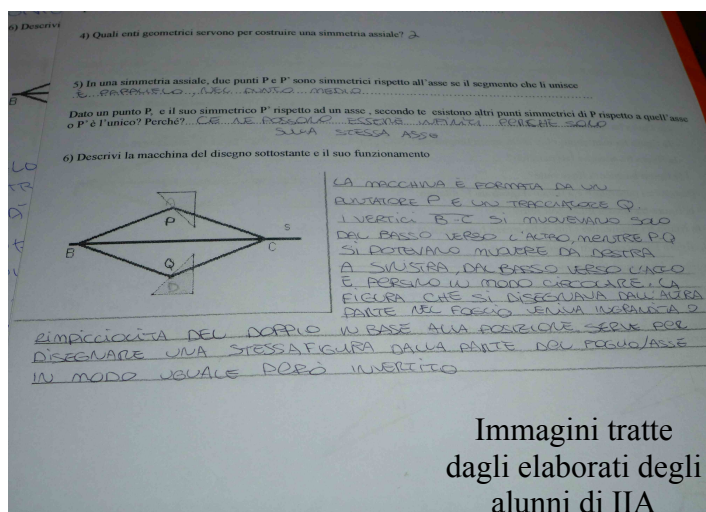 6) Descrivi
4) Quali enti geometrici servono per costruire una simmetria assiale? 2
5) In una simmetria assiale, due punti P e P' sono simmetrici rispetto all'asse se il segmento che li unisce
È PARALLELO, NEL PUNTO MEDIO
Dato un punto P, e il suo simmetrico P' rispetto ad un asse, secondo te esistono altri punti simmetrici di P rispetto a quell'asse
o P' è l'unico? Perché? CE NE POSSONO ESSERE INFINITI PERCHÉ SOLO
SULLA STESSA ASSE
6) Descrivi la macchina del disegno sottostante e il suo funzionamento
P
B
C
s
Q
D
LA MACCHINA È FORMATA DA UN
PUNTATORE P E UN TRACCIATORE Q.
I VERTICI B-C SI MUOVEVANO SOLO
DAL BASSO VERSO L'ALTRO, MENTRE P-Q
SI POTEVANO MUOVERE DA DESTRA
A SINISTRA, DAL BASSO VERSO L'ALTO
E PERSINO IN MODO CIRCOLARE. LA
FIGURA CHE SI DISEGNAVA DALL'ALTRA
PARTE NEL FOGLIO VENIVA INGRANDITA O
RIMPICCIOLITA DEL DOPPIO IN BASE ALLA POSIZIONE. SERVE PER
DISEGNARE UNA STESSA FIGURA DALLA PARTE DEL FOGLIO/ASSE
IN MODO UGUALE PERÒ INVERTITO
Immagini tratte
dagli elaborati degli
alunni di IIA